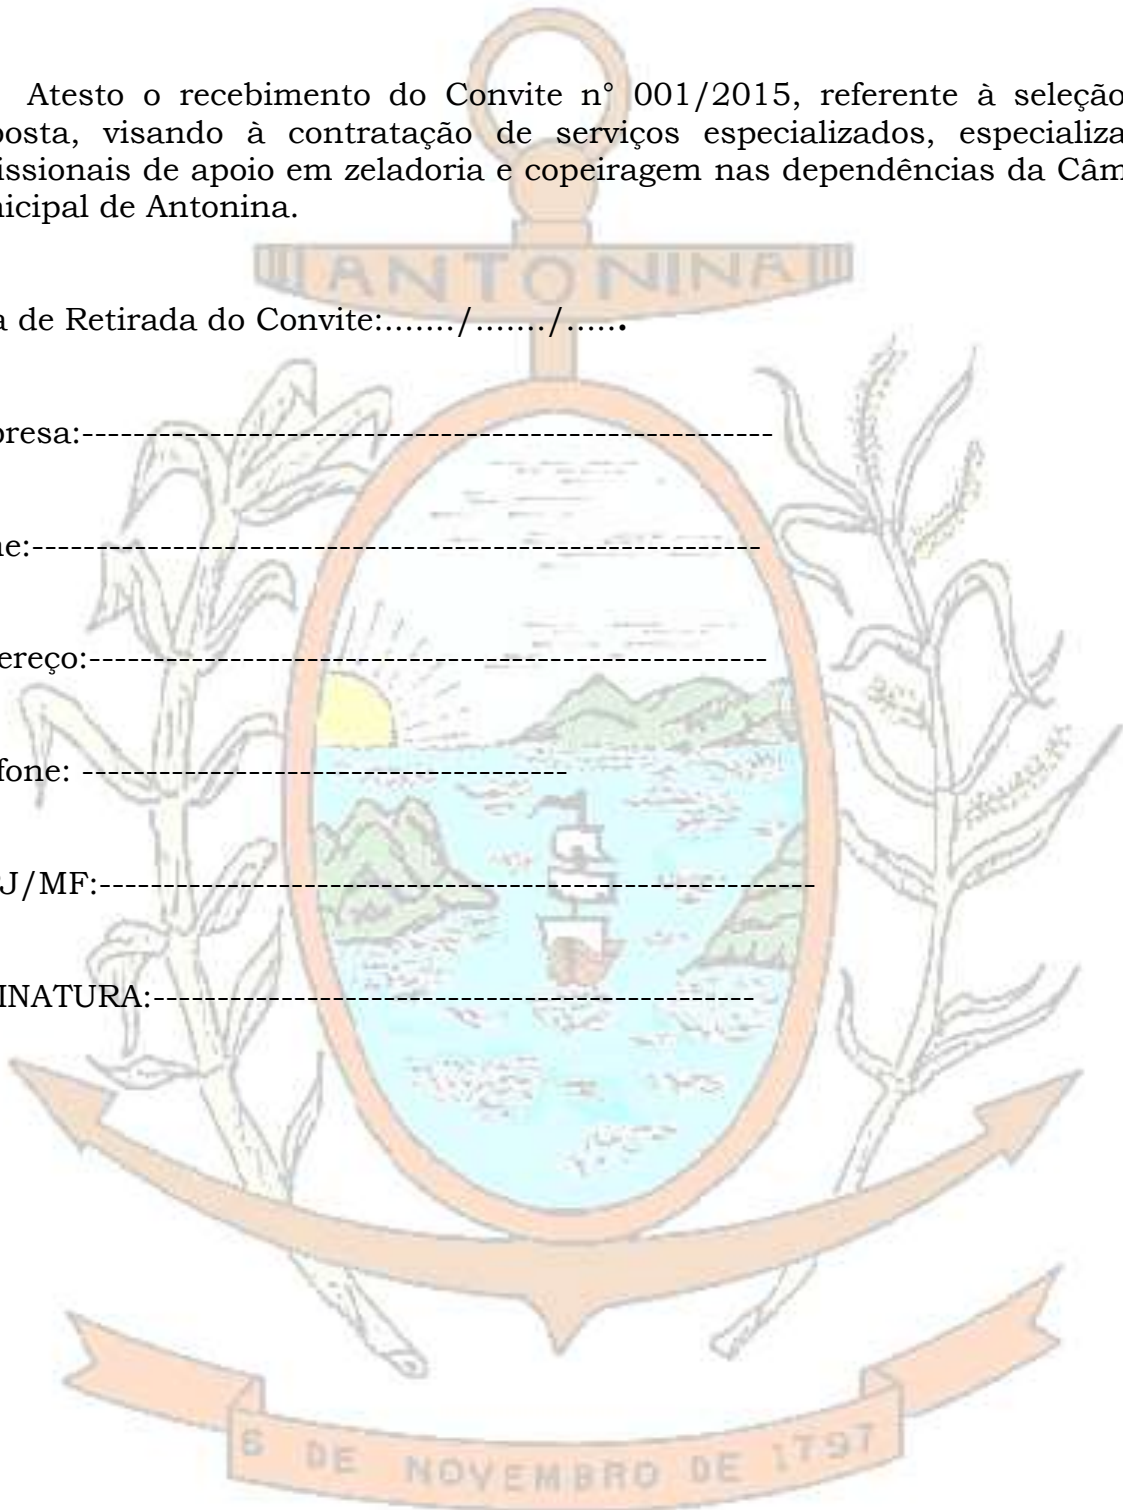 Atesto o recebimento do Convite n° 001/2015, referente à seleção
posta, visando à contratação de serviços especializados, especializa
issionais de apoio em zeladoria e copeiragem nas dependências da Câm
nicipal de Antonina.
ANTONINA
a de Retirada do Convite:......./......./......
presa:------------------------------------------------------
ne:---------------------------------------------------------
ereço:-----------------------------------------------------
fone: --------------------------------------
J/MF:--------------------------------------------------------
INATURA:-----------------------------------------------
6 DE NOVEMBRO DE 1797